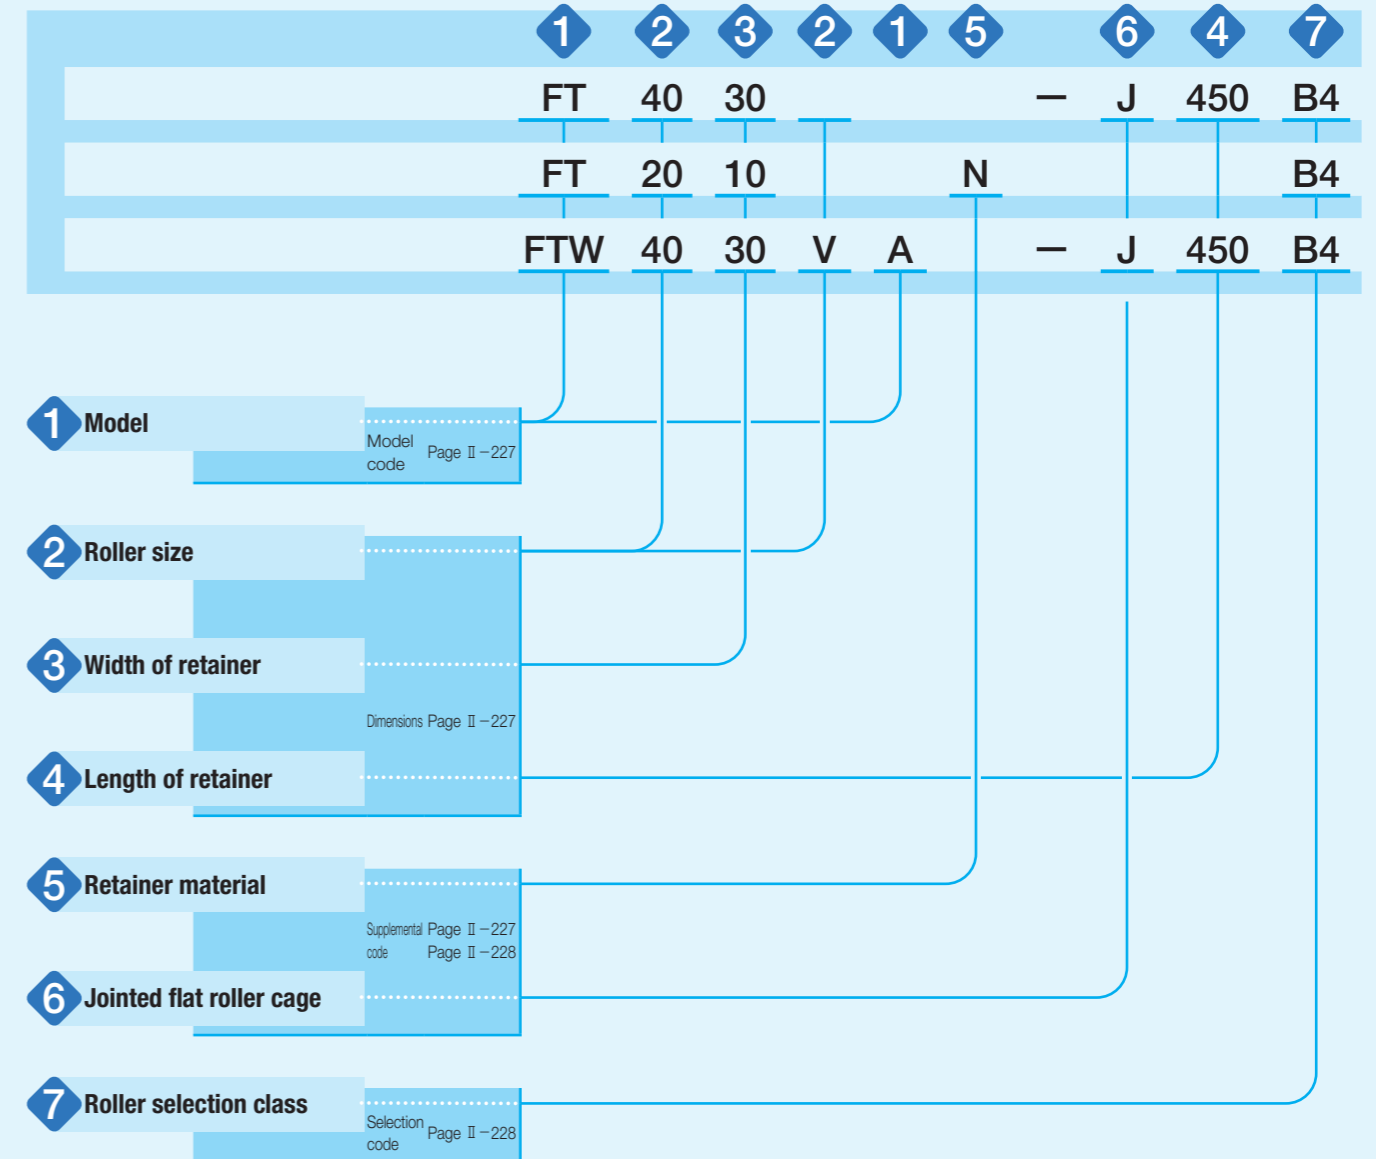 1 2 3 2 1 5 6 4 7
FT 40 30 － J 450 B4
FT 20 10 N B4
FTW 40 30 V A － J 450 B4
1 Model
Model code Page Ⅱ－227
2 Roller size
3 Width of retainer
Dimensions Page Ⅱ－227
4 Length of retainer
5 Retainer material
Supplemental Page Ⅱ－227
code Page Ⅱ－228
6 Jointed flat roller cage
7 Roller selection class
Selection code Page Ⅱ－228